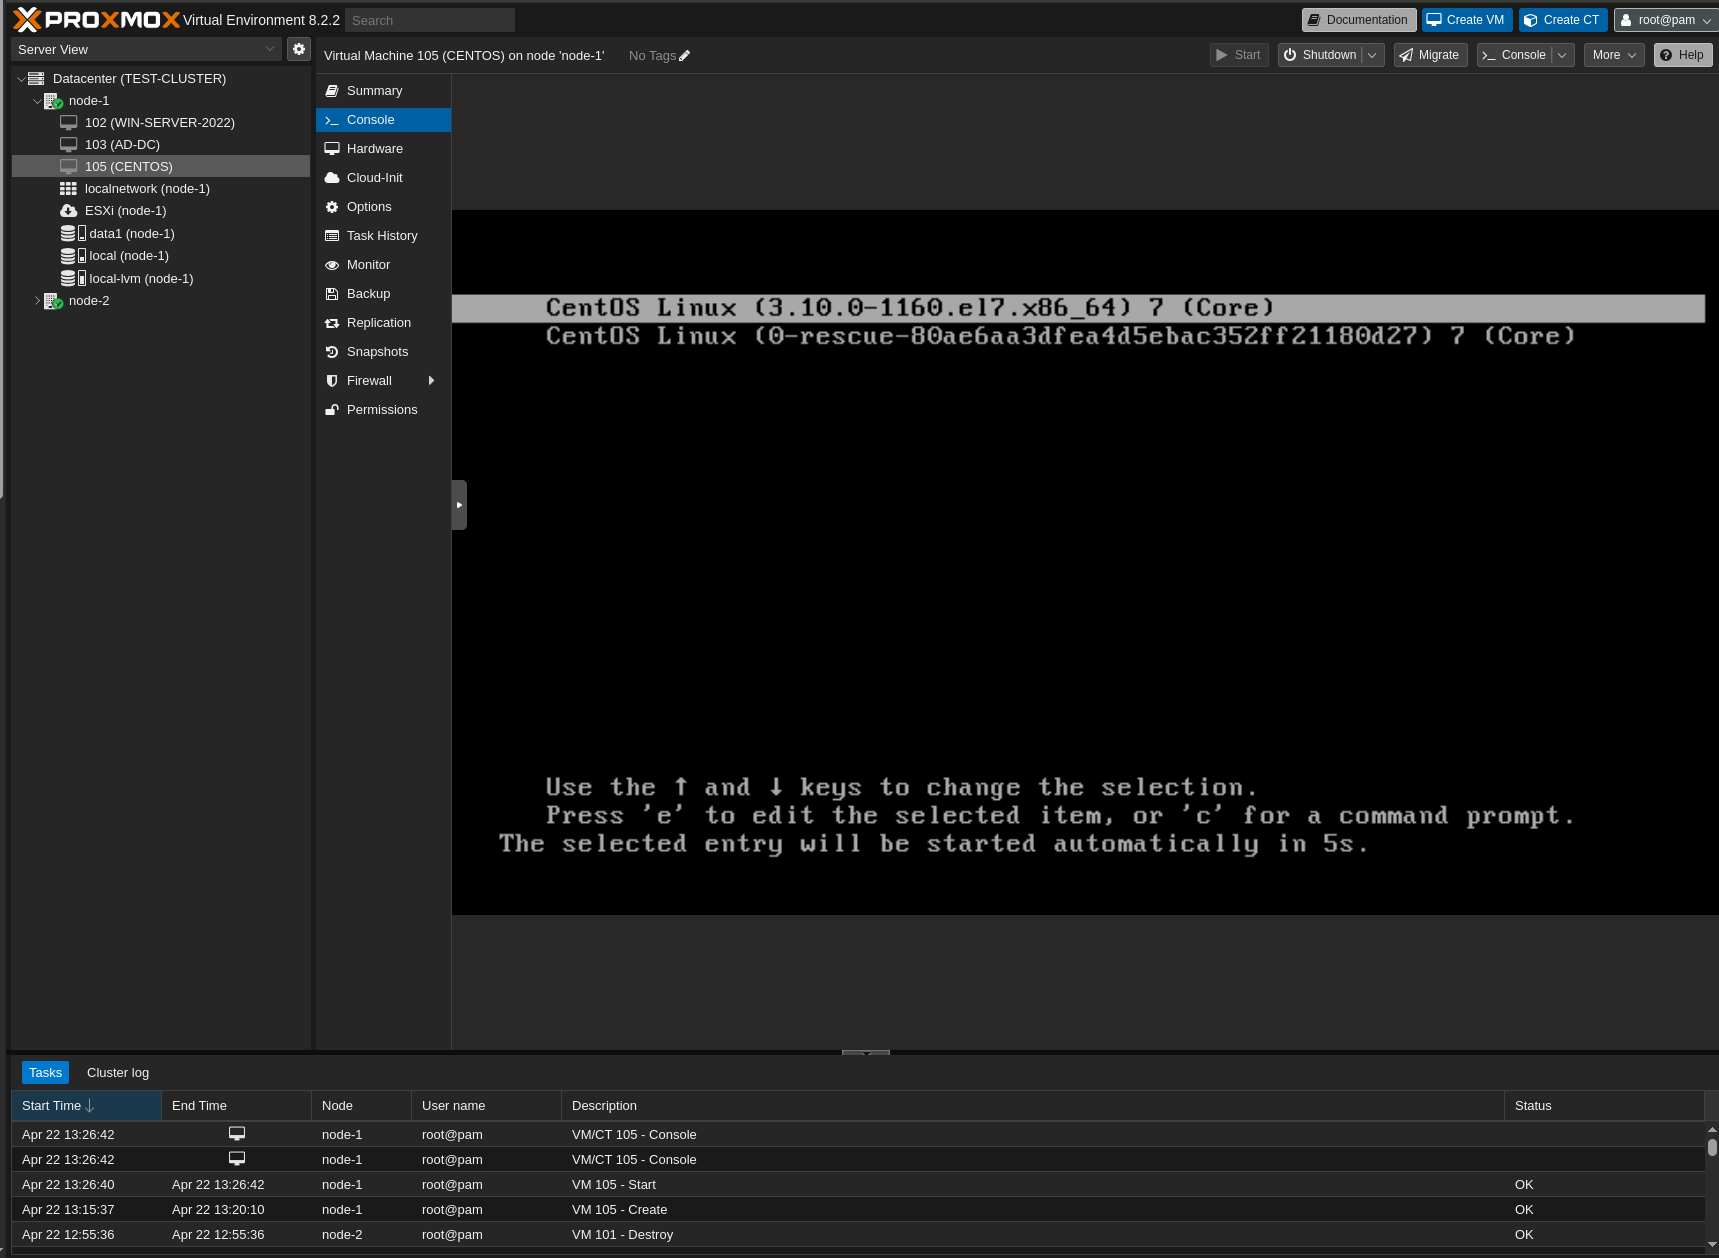 PROXMOX Virtual Environment 8.2.2 Search Documentation Create VM Create CT root@pam
Server View
Virtual Machine 105 (CENTOS) on node 'node-1' No Tags Start Shutdown Migrate Console More Help
Datacenter (TEST-CLUSTER)
node-1
102 (WIN-SERVER-2022)
103 (AD-DC)
105 (CENTOS)
localnetwork (node-1)
ESXi (node-1)
data1 (node-1)
local (node-1)
local-lvm (node-1)
node-2
Summary
Console
Hardware
Cloud-Init
Options
Task History
Monitor
Backup
Replication
Snapshots
Firewall
Permissions
CentOS Linux (3.10.0-1160.el7.x86_64) 7 (Core)
CentOS Linux (0-rescue-80ae6aa3dfea4d5ebac352ff21180d27) 7 (Core)
Use the ↑ and ↓ keys to change the selection.
Press 'e' to edit the selected item, or 'c' for a command prompt.
The selected entry will be started automatically in 5s.
Tasks Cluster log
Start Time End Time Node User name Description Status
Apr 22 13:26:42 node-1 root@pam VM/CT 105 - Console
Apr 22 13:26:42 node-1 root@pam VM/CT 105 - Console
Apr 22 13:26:40 Apr 22 13:26:42 node-1 root@pam VM 105 - Start OK
Apr 22 13:15:37 Apr 22 13:20:10 node-1 root@pam VM 105 - Create OK
Apr 22 12:55:36 Apr 22 12:55:36 node-2 root@pam VM 101 - Destroy OK